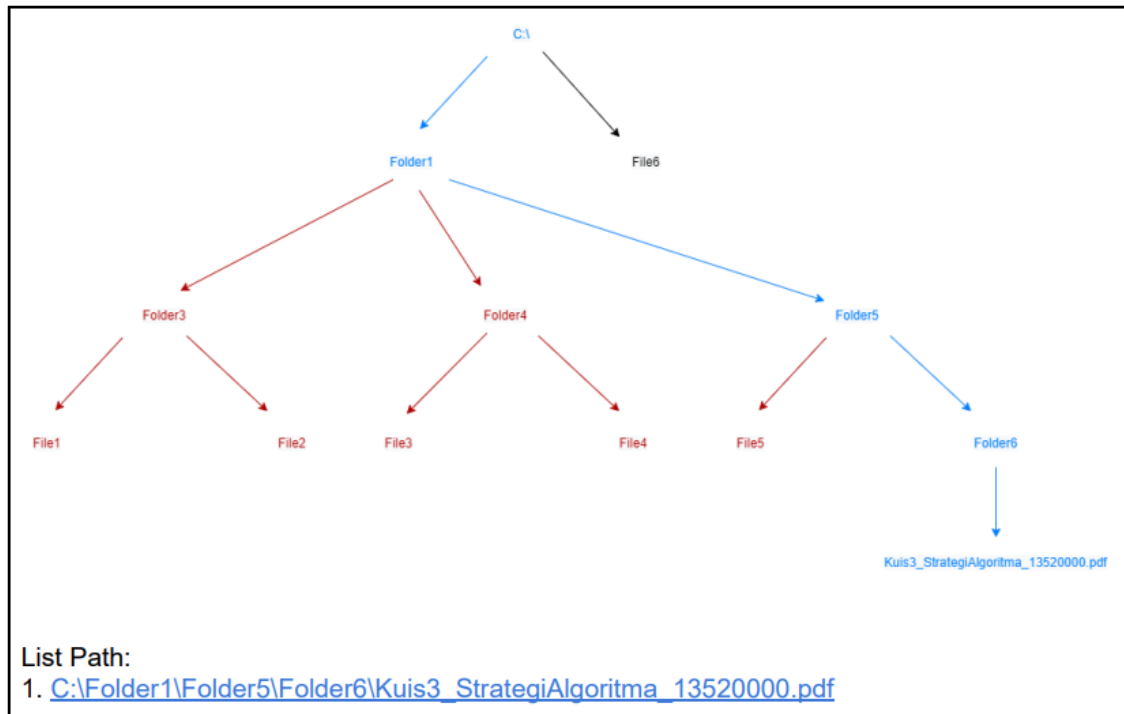 C:\
Folder1 File6
Folder3 Folder4 Folder5
File1 File2 File3 File4 File5 Folder6
Kuis3_StrategiAlgoritma_13520000.pdf
List Path:
1. C:\Folder1\Folder5\Folder6\Kuis3_StrategiAlgoritma_13520000.pdf